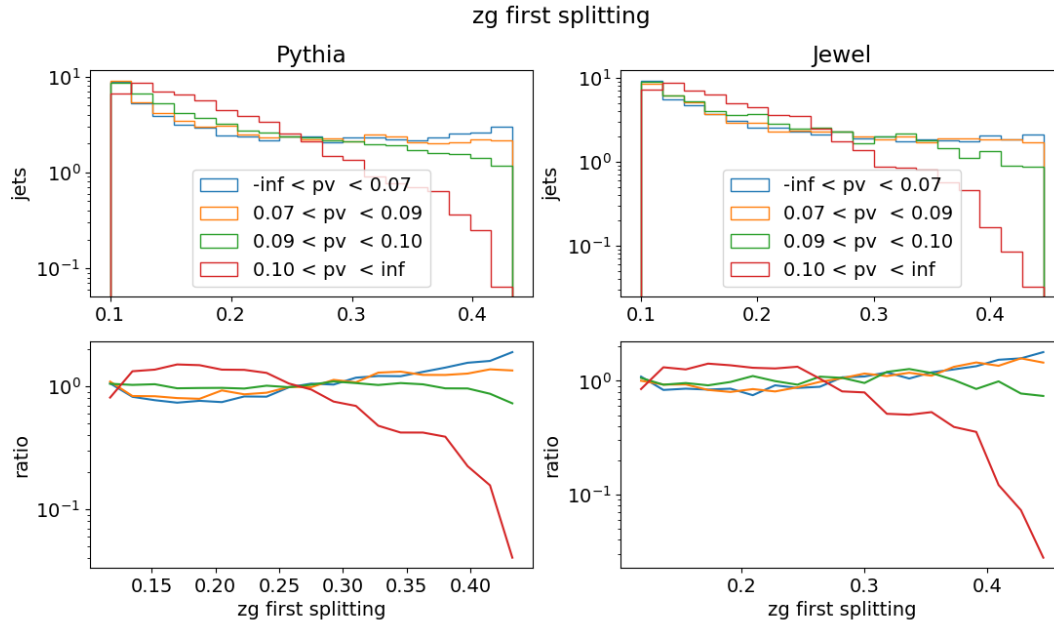 zg first splitting
Pythia
Jewel
jets
10¹
10⁰
10⁻¹
-inf < pv  < 0.07
0.07 < pv  < 0.09
0.09 < pv  < 0.10
0.10 < pv  < inf
0.1 0.2 0.3 0.4
jets
10¹
10⁰
10⁻¹
-inf < pv  < 0.07
0.07 < pv  < 0.09
0.09 < pv  < 0.10
0.10 < pv  < inf
0.1 0.2 0.3 0.4
ratio
10⁰
10⁻¹
0.15 0.20 0.25 0.30 0.35 0.40
zg first splitting
ratio
10⁰
10⁻¹
0.2 0.3 0.4
zg first splitting